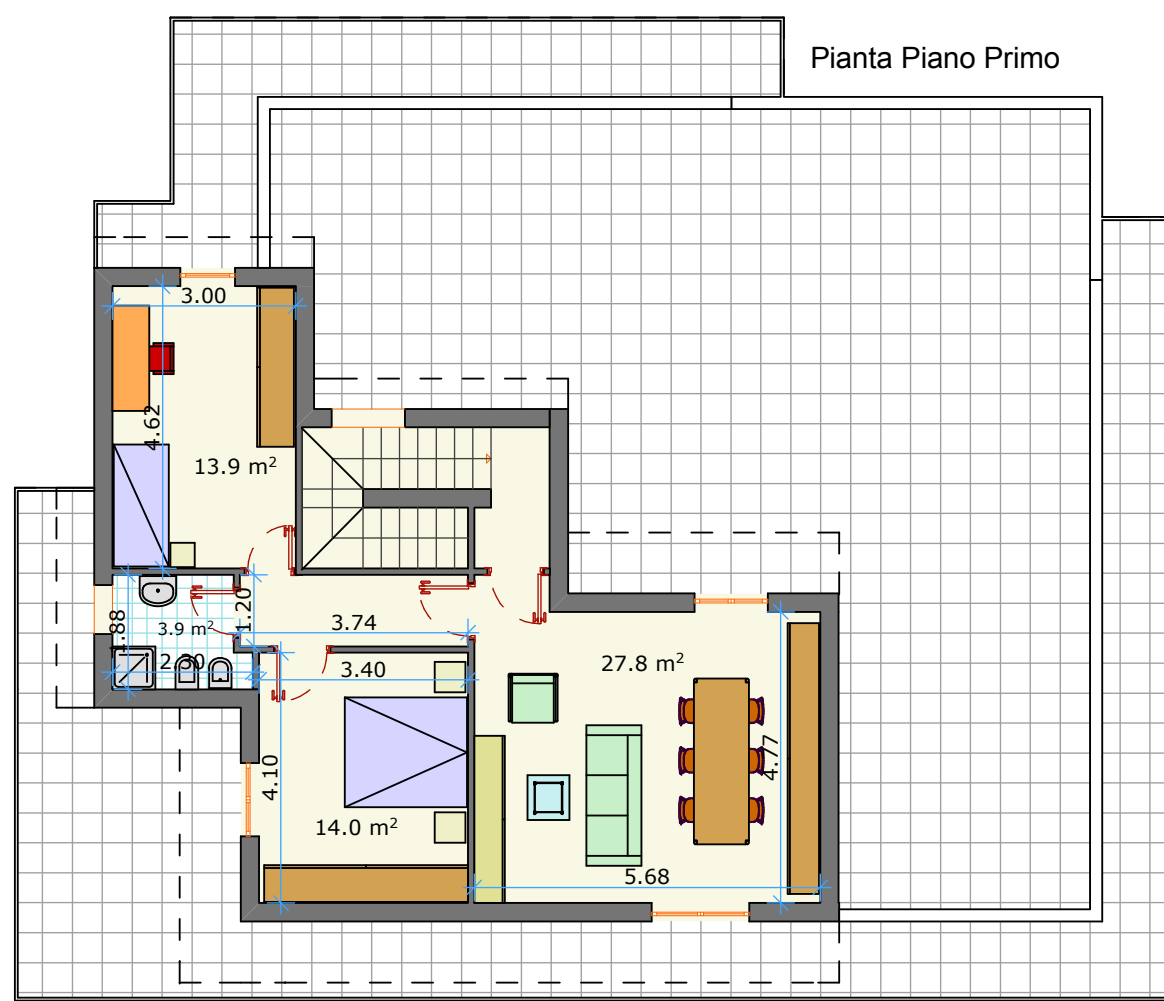 Pianta Piano Primo
3.00
4.62
13.9 m²
1.88
3.9 m²
1.20
3.74
2.30
3.40
27.8 m²
4.10
4.77
14.0 m²
5.68